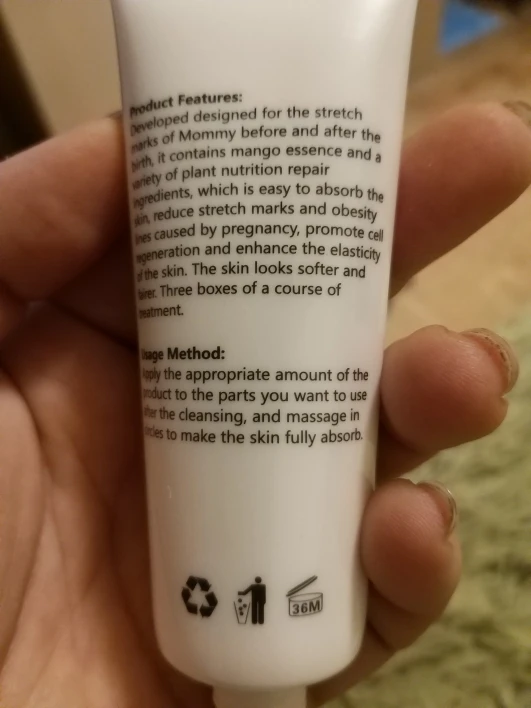 Product Features:
Developed designed for the stretch
marks of Mommy before and after the
birth, it contains mango essence and a
variety of plant nutrition repair
ingredients, which is easy to absorb the
skin, reduce stretch marks and obesity
lines caused by pregnancy, promote cell
regeneration and enhance the elasticity
of the skin. The skin looks softer and
fairer. Three boxes of a course of
treatment.
Usage Method:
Apply the appropriate amount of the
product to the parts you want to use
after the cleansing, and massage in
circles to make the skin fully absorb.
36M